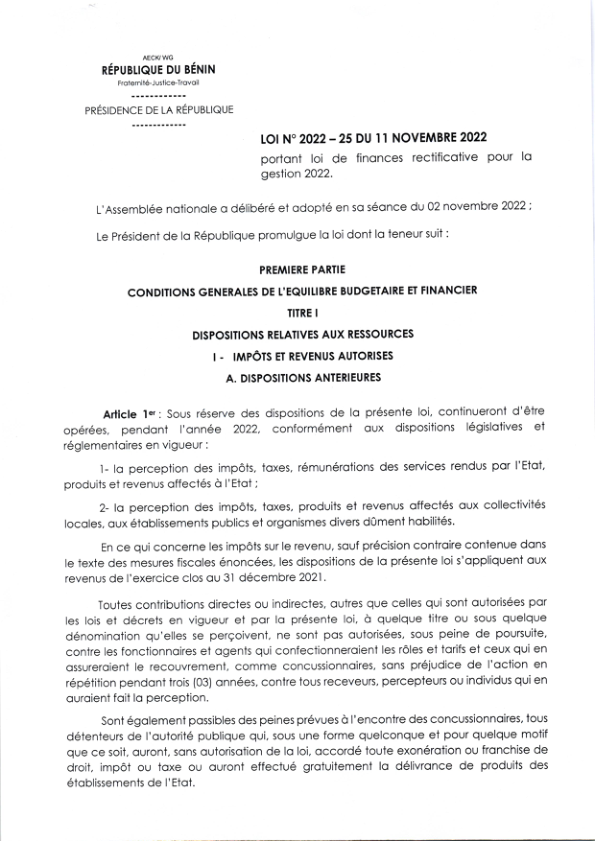 AECK/ WG
RÉPUBLIQUE DU BÉNIN
Fraternité-Justice-Travail
------------
PRÉSIDENCE DE LA RÉPUBLIQUE
------------
LOI N° 2022 – 25 DU 11 NOVEMBRE 2022
portant loi de finances rectificative pour la
gestion 2022.
L'Assemblée nationale a délibéré et adopté en sa séance du 02 novembre 2022 ;
Le Président de la République promulgue la loi dont la teneur suit :
PREMIERE PARTIE
CONDITIONS GENERALES DE L'EQUILIBRE BUDGETAIRE ET FINANCIER
TITRE I
DISPOSITIONS RELATIVES AUX RESSOURCES
I - IMPÔTS ET REVENUS AUTORISES
A. DISPOSITIONS ANTERIEURES
Article 1er : Sous réserve des dispositions de la présente loi, continueront d'être
opérées, pendant l'année 2022, conformément aux dispositions législatives et
réglementaires en vigueur :
1- la perception des impôts, taxes, rémunérations des services rendus par l'Etat,
produits et revenus affectés à l'Etat ;
2- la perception des impôts, taxes, produits et revenus affectés aux collectivités
locales, aux établissements publics et organismes divers dûment habilités.
En ce qui concerne les impôts sur le revenu, sauf précision contraire contenue dans
le texte des mesures fiscales énoncées, les dispositions de la présente loi s'appliquent aux
revenus de l'exercice clos au 31 décembre 2021.
Toutes contributions directes ou indirectes, autres que celles qui sont autorisées par
les lois et décrets en vigueur et par la présente loi, à quelque titre ou sous quelque
dénomination qu'elles se perçoivent, ne sont pas autorisées, sous peine de poursuite,
contre les fonctionnaires et agents qui confectionneraient les rôles et tarifs et ceux qui en
assureraient le recouvrement, comme concussionnaires, sans préjudice de l'action en
répétition pendant trois (03) années, contre tous receveurs, percepteurs ou individus qui en
auraient fait la perception.
Sont également passibles des peines prévues à l'encontre des concussionnaires, tous
détenteurs de l'autorité publique qui, sous une forme quelconque et pour quelque motif
que ce soit, auront, sans autorisation de la loi, accordé toute exonération ou franchise de
droit, impôt ou taxe ou auront effectué gratuitement la délivrance de produits des
établissements de l'Etat.